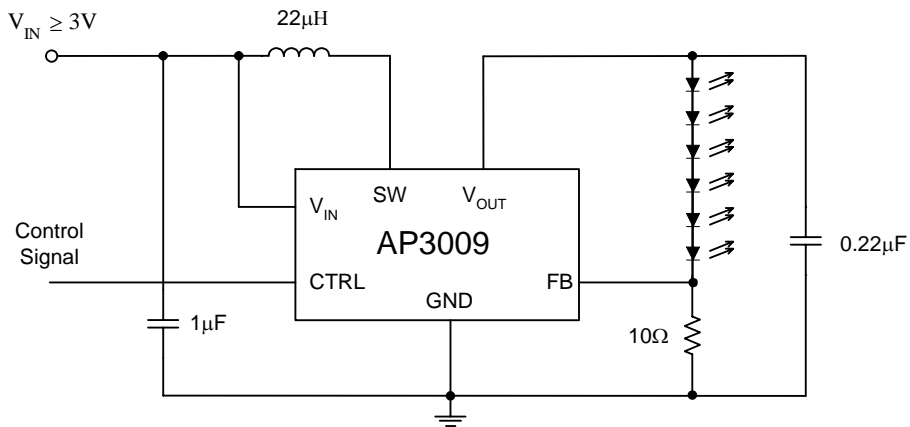 V_IN ≥ 3V
22μH
SW
V_OUT
V_IN
AP3009
Control
Signal
CTRL
FB
GND
0.22μF
1μF
10Ω